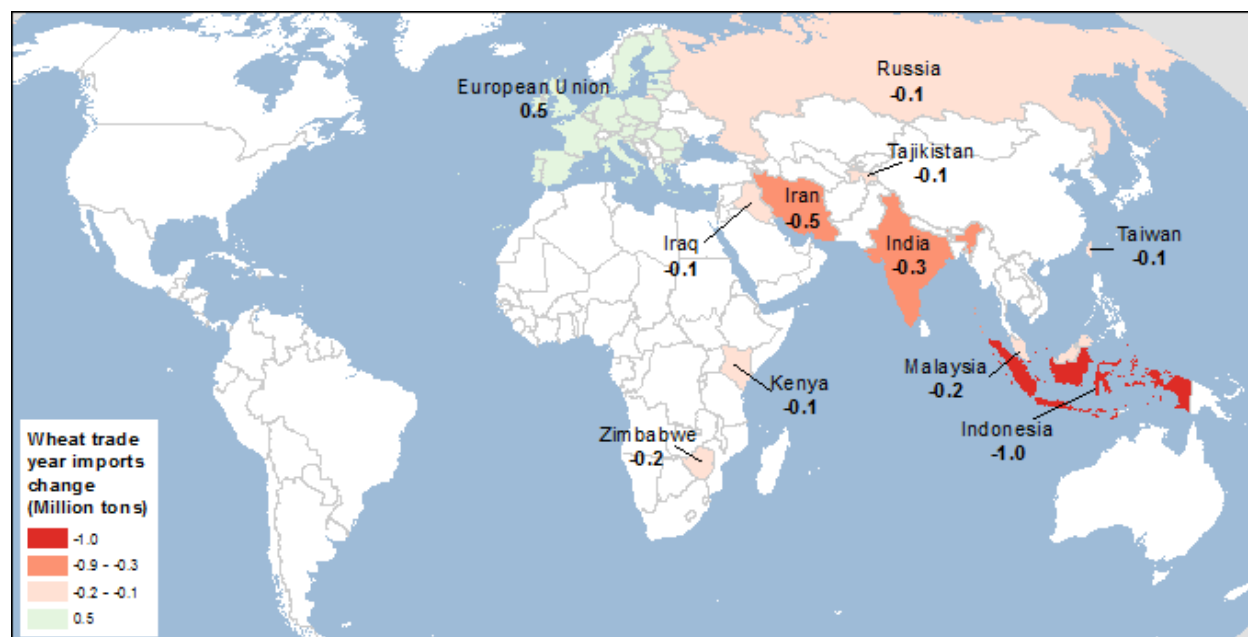 European Union
0.5
Russia
-0.1
Tajikistan
-0.1
Iran
-0.5
Iraq
-0.1
India
-0.3
Taiwan
-0.1
Malaysia
-0.2
Indonesia
-1.0
Kenya
-0.1
Zimbabwe
-0.2
Wheat trade
year imports
change
(Million tons)
-1.0
-0.9 - -0.3
-0.2 - -0.1
0.5